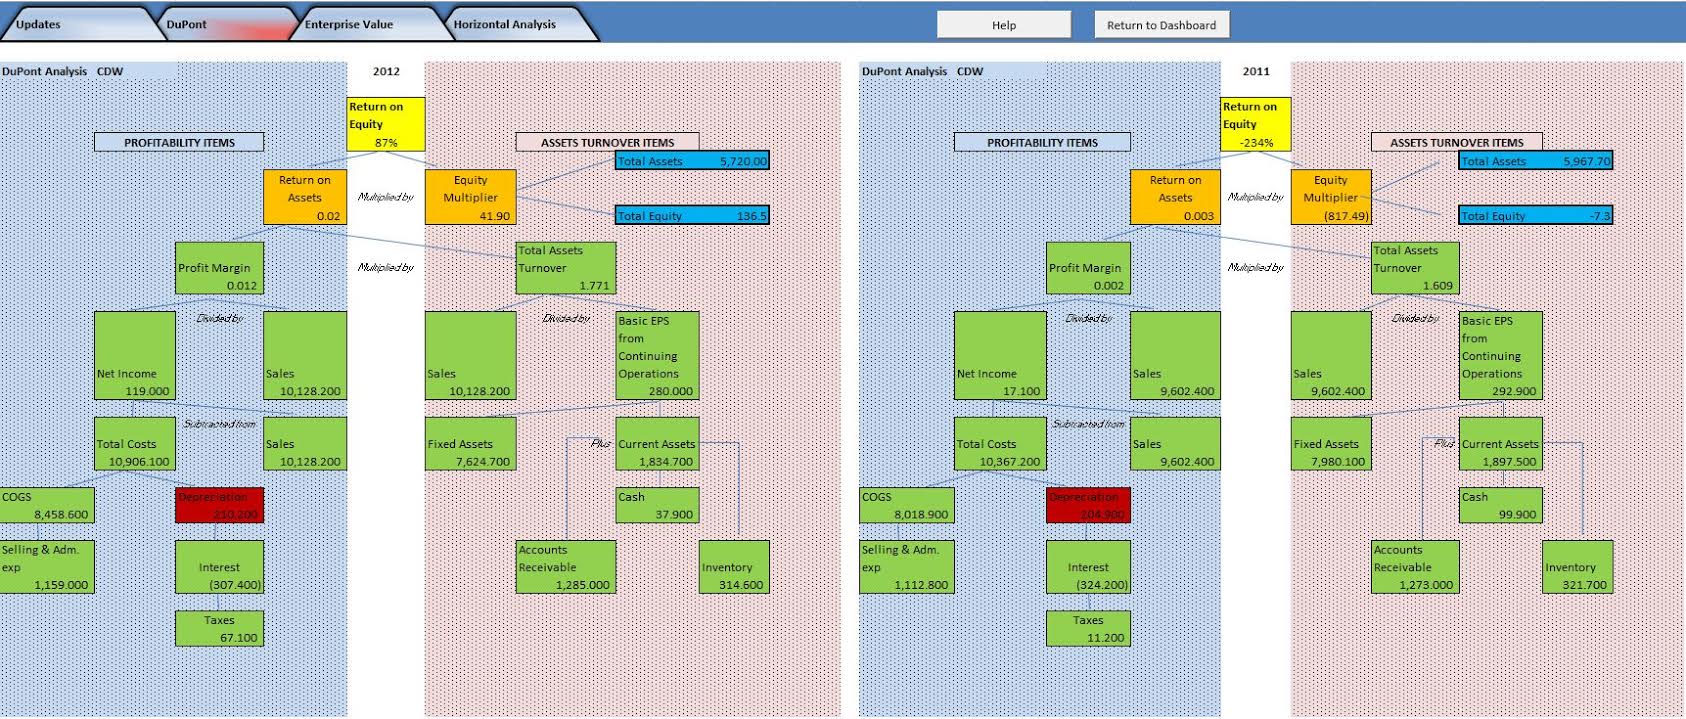 Updates
DuPont
Enterprise Value
Horizontal Analysis
Help
Return to Dashboard
DuPont Analysis CDW
2012
Return on
Equity
87%
PROFITABILITY ITEMS
ASSETS TURNOVER ITEMS
Total Assets 5,720.00
Return on
Assets
0.02
Multiplied by
Equity
Multiplier
41.90
Total Equity 136.5
Profit Margin
0.012
Multiplied by
Total Assets
Turnover
1.771
Net Income
119.000
Divided by
Sales
10,128.200
Sales
10,128.200
Divided by
Basic EPS
from
Continuing
Operations
280.000
Total Costs
10,906.100
Subtracted from
Sales
10,128.200
Fixed Assets
7,624.700
Plus
Current Assets
1,834.700
COGS
8,458.600
Depreciation
210.200
Cash
37.900
Selling & Adm.
exp
1,159.000
Interest
(307.400)
Accounts
Receivable
1,285.000
Inventory
314.600
Taxes
67.100
DuPont Analysis CDW
2011
Return on
Equity
-234%
PROFITABILITY ITEMS
ASSETS TURNOVER ITEMS
Total Assets 5,967.70
Return on
Assets
0.003
Multiplied by
Equity
Multiplier
(817.49)
Total Equity -7.3
Profit Margin
0.002
Multiplied by
Total Assets
Turnover
1.609
Net Income
17.100
Divided by
Sales
9,602.400
Sales
9,602.400
Divided by
Basic EPS
from
Continuing
Operations
292.900
Total Costs
10,367.200
Subtracted from
Sales
9,602.400
Fixed Assets
7,980.100
Plus
Current Assets
1,897.500
COGS
8,018.900
Depreciation
204.900
Cash
99.900
Selling & Adm.
exp
1,112.800
Interest
(324.200)
Accounts
Receivable
1,273.000
Inventory
321.700
Taxes
11.200